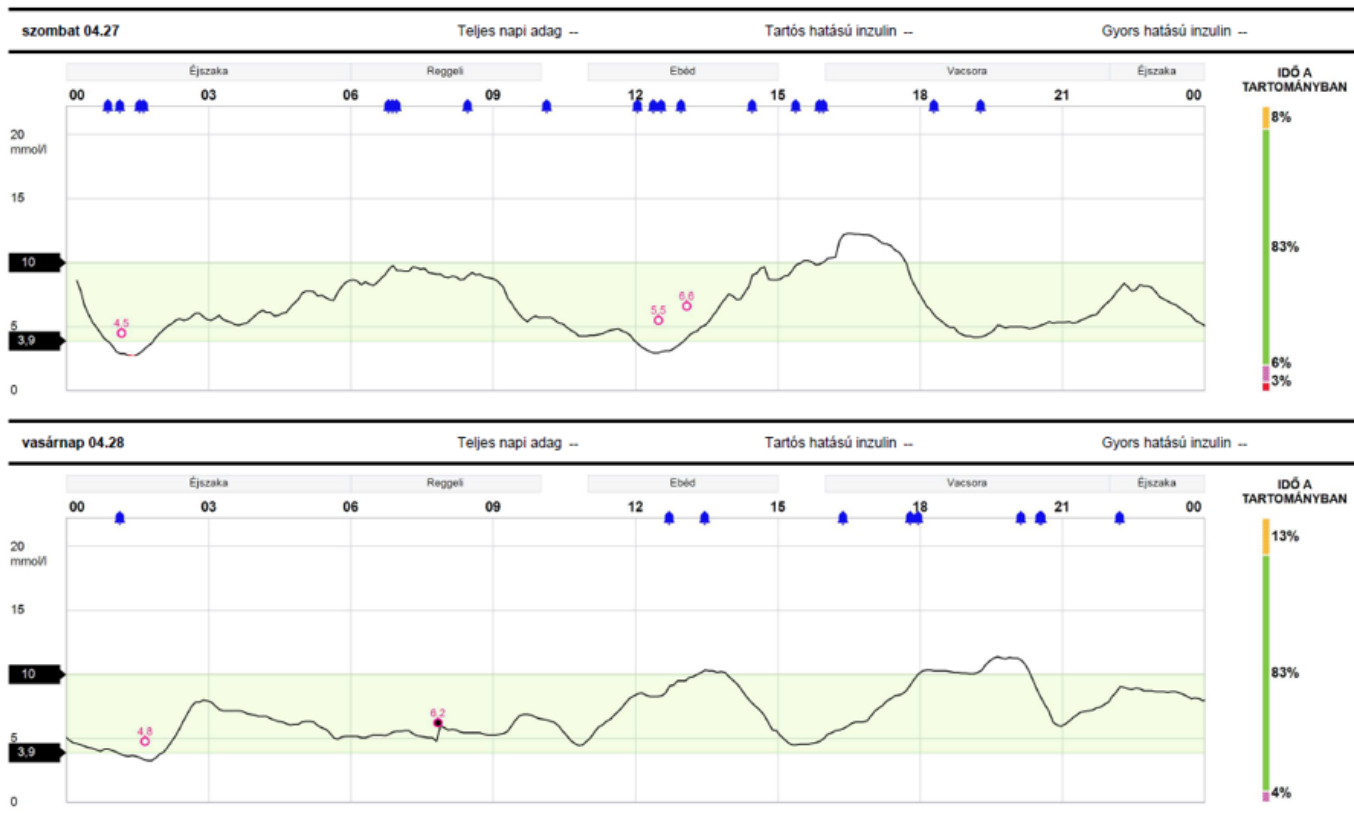 szombat 04.27 Teljes napi adag -- Tartós hatású inzulin -- Gyors hatású inzulin --
Éjszaka Reggeli Ebéd Vacsora Éjszaka
IDŐ A
TARTOMÁNYBAN
00 03 06 09 12 15 18 21 00
8%
20
mmol/l
15
10
83%
6,6
5,5
4,5
5
3,9
6%
3%
0
vasárnap 04.28 Teljes napi adag -- Tartós hatású inzulin -- Gyors hatású inzulin --
Éjszaka Reggeli Ebéd Vacsora Éjszaka
IDŐ A
TARTOMÁNYBAN
00 03 06 09 12 15 18 21 00
13%
20
mmol/l
15
10
83%
6,2
4,8
5
3,9
4%
0